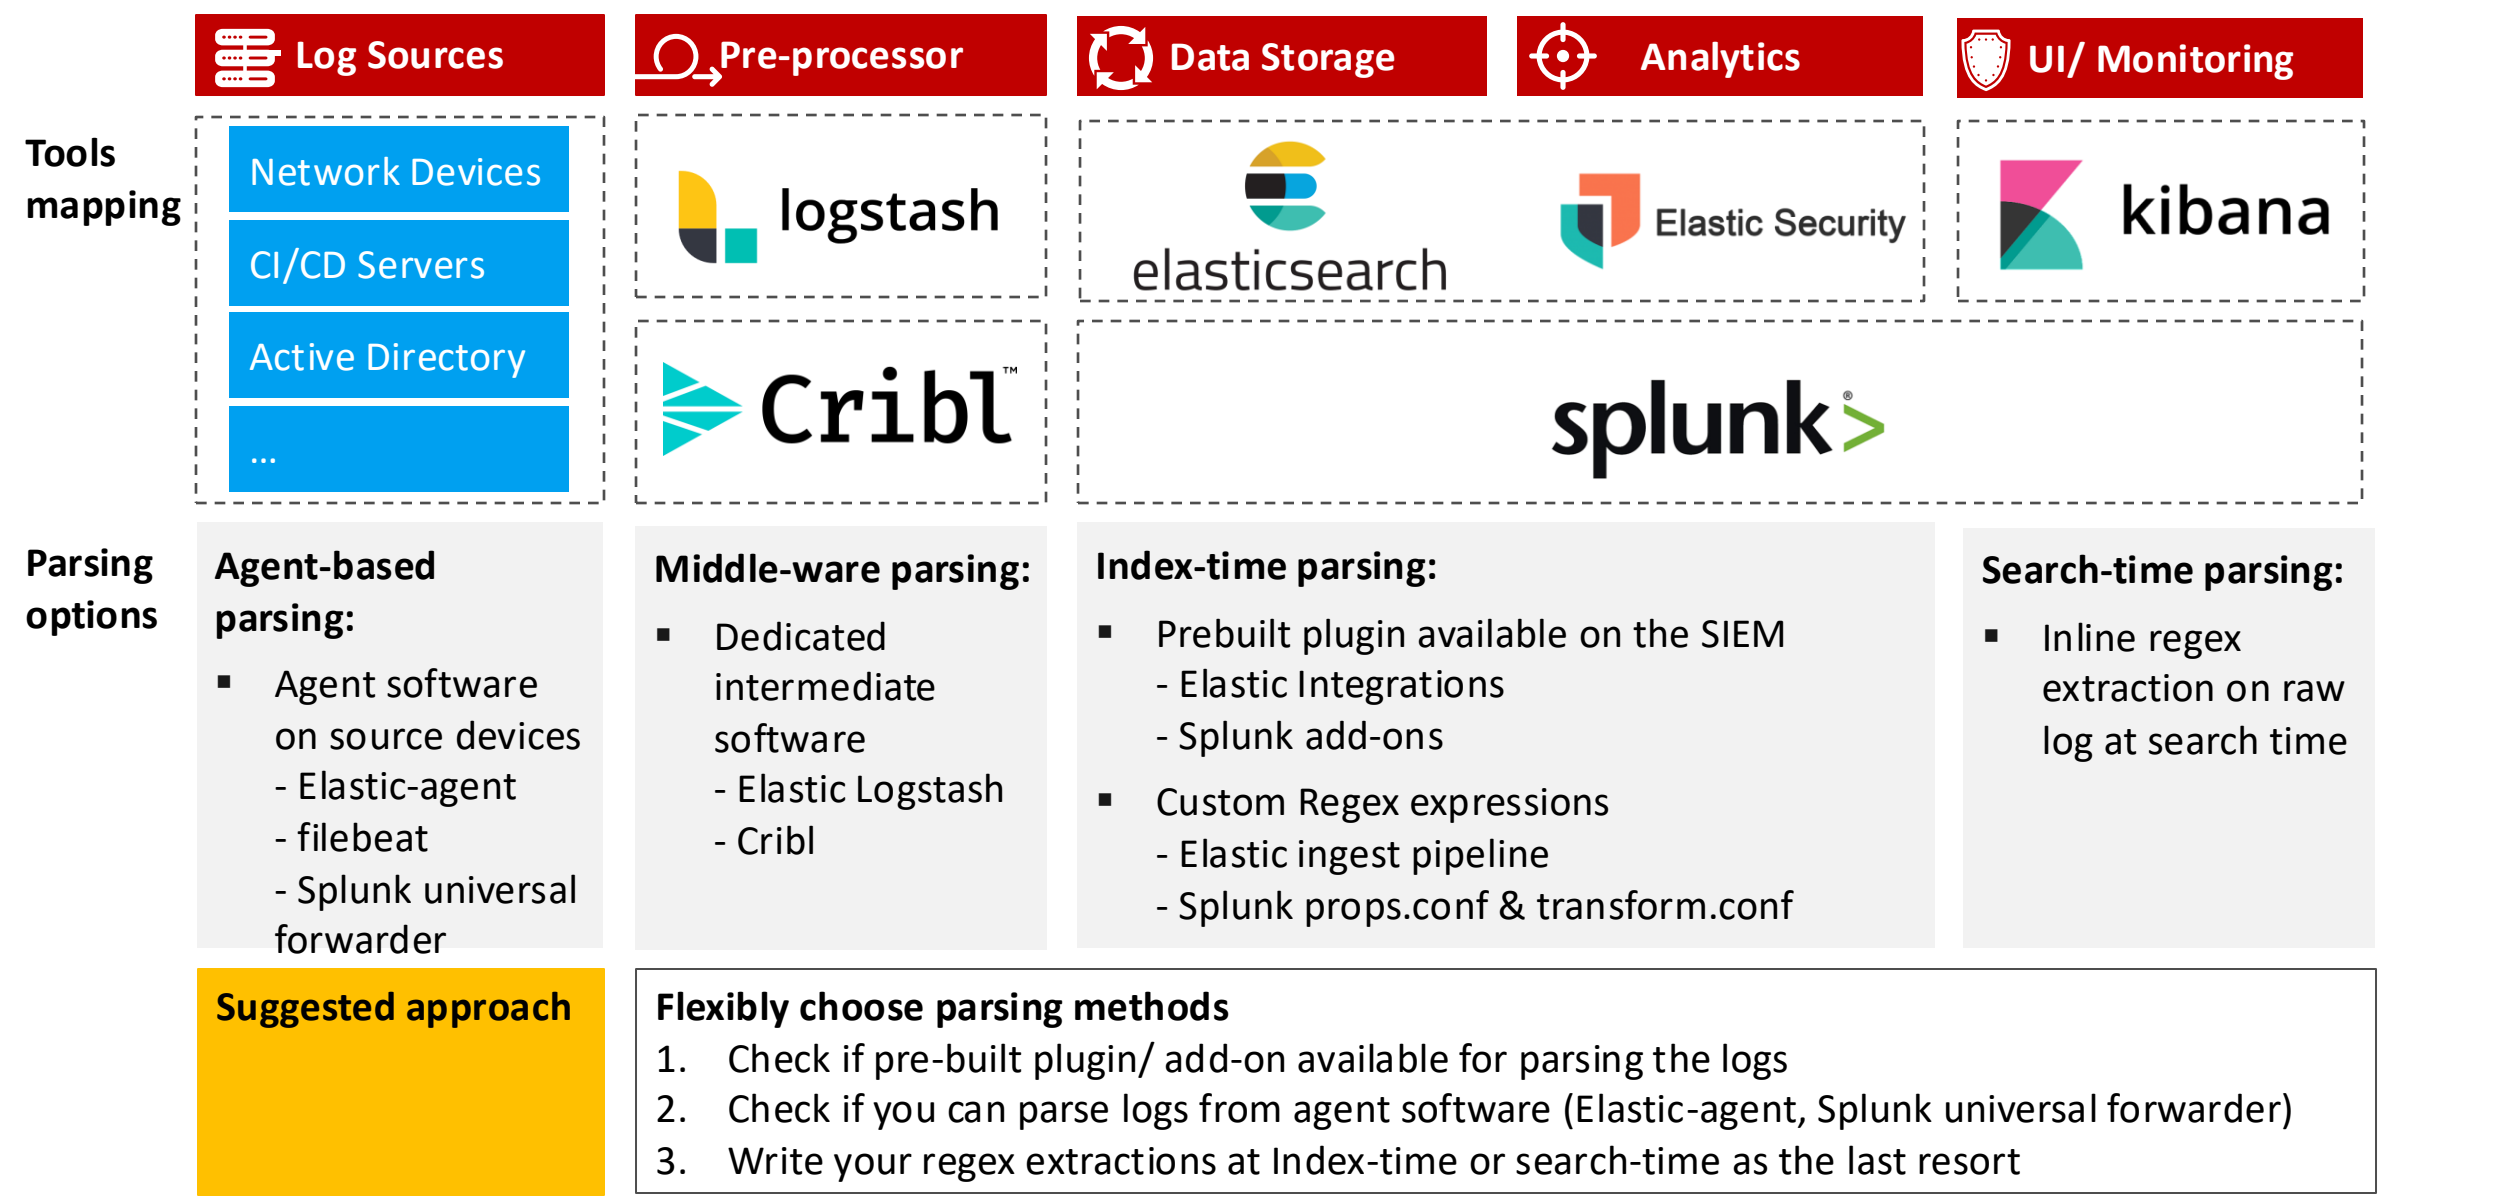 Log Sources
Pre-processor
Data Storage
Analytics
UI/ Monitoring
Tools
mapping
Network Devices
CI/CD Servers
Active Directory
...
logstash
elasticsearch
Elastic Security
kibana
Cribl™
splunk®>
Parsing
options
Agent-based
parsing:
▪ Agent software
on source devices
- Elastic-agent
- filebeat
- Splunk universal
forwarder
Middle-ware parsing:
▪ Dedicated
intermediate
software
- Elastic Logstash
- Cribl
Index-time parsing:
▪ Prebuilt plugin available on the SIEM
- Elastic Integrations
- Splunk add-ons
▪ Custom Regex expressions
- Elastic ingest pipeline
- Splunk props.conf & transform.conf
Search-time parsing:
▪ Inline regex
extraction on raw
log at search time
Suggested approach
Flexibly choose parsing methods
1. Check if pre-built plugin/ add-on available for parsing the logs
2. Check if you can parse logs from agent software (Elastic-agent, Splunk universal forwarder)
3. Write your regex extractions at Index-time or search-time as the last resort